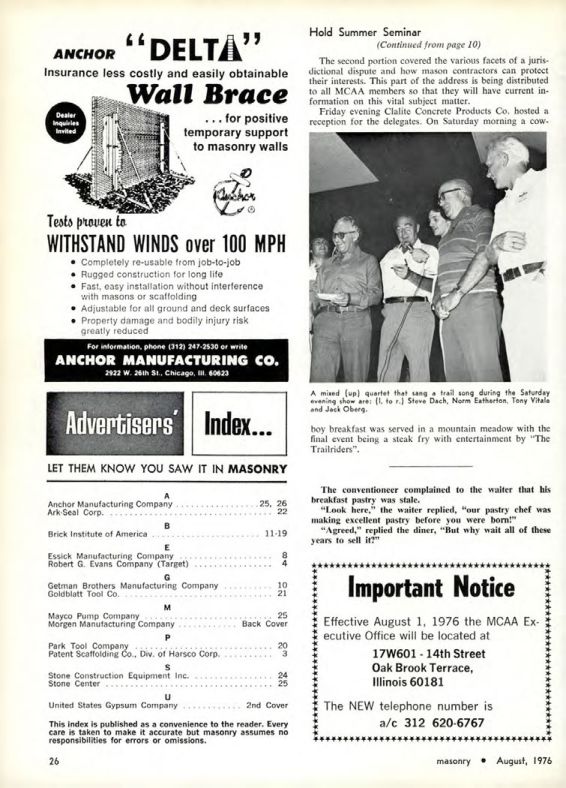 ANCHOR "DELTA"
Insurance less costly and easily obtainable
Wall Brace
Dealer
Inquiries
Invited
... for positive
temporary support
to masonry walls
Anchor
®
Tests proven to
WITHSTAND WINDS over 100 MPH
• Completely re-usable from job-to-job
• Rugged construction for long life
• Fast, easy installation without interference
with masons or scaffolding
• Adjustable for all ground and deck surfaces
• Property damage and bodily injury risk
greatly reduced
For information, phone (312) 247-2530 or write
ANCHOR MANUFACTURING CO.
2922 W. 26th St., Chicago, Ill. 60623
Advertisers' Index...
LET THEM KNOW YOU SAW IT IN MASONRY
A
Anchor Manufacturing Company . . . . . . . . . . . . . . . . 25, 26
Ark-Seal Corp. . . . . . . . . . . . . . . . . . . . . . . . . . . . . . . . 22
B
Brick Institute of America . . . . . . . . . . . . . . . . . . . . . 11-19
E
Essick Manufacturing Company . . . . . . . . . . . . . . . . . . 8
Robert G. Evans Company (Target) . . . . . . . . . . . . . . . 4
G
Getman Brothers Manufacturing Company . . . . . . . . . . 10
Goldblatt Tool Co. . . . . . . . . . . . . . . . . . . . . . . . . . . . . 21
M
Mayco Pump Company . . . . . . . . . . . . . . . . . . . . . . . . 25
Morgen Manufacturing Company . . . . . . . . . . . Back Cover
P
Park Tool Company . . . . . . . . . . . . . . . . . . . . . . . . . . . 20
Patent Scaffolding Co., Div. of Harsco Corp. . . . . . . . . . 3
S
Stone Construction Equipment Inc. . . . . . . . . . . . . . . . 24
Stone Center . . . . . . . . . . . . . . . . . . . . . . . . . . . . . . . . 25
U
United States Gypsum Company . . . . . . . . . . . 2nd Cover
This index is published as a convenience to the reader. Every
care is taken to make it accurate but masonry assumes no
responsibilities for errors or omissions.
26
Hold Summer Seminar
(Continued from page 10)
The second portion covered the various facets of a juris-
dictional dispute and how mason contractors can protect
their interests. This part of the address is being distributed
to all MCAA members so that they will have current in-
formation on this vital subject matter.
Friday evening Clalite Concrete Products Co. hosted a
reception for the delegates. On Saturday morning a cow-
A mixed (up) quartet that sang a trail song during the Saturday
evening show are: (l. to r.) Steve Dach, Norm Eatherton, Tony Vitale
and Jack Oberg.
boy breakfast was served in a mountain meadow with the
final event being a steak fry with entertainment by "The
Trailriders".
The conventioneer complained to the waiter that his
breakfast pastry was stale.
"Look here," the waiter replied, "our pastry chef was
making excellent pastry before you were born!"
"Agreed," replied the diner, "But why wait all of these
years to sell it?"
Important Notice
Effective August 1, 1976 the MCAA Ex-
ecutive Office will be located at
17W601 - 14th Street
Oak Brook Terrace,
Illinois 60181
The NEW telephone number is
a/c 312 620-6767
masonry • August, 1976